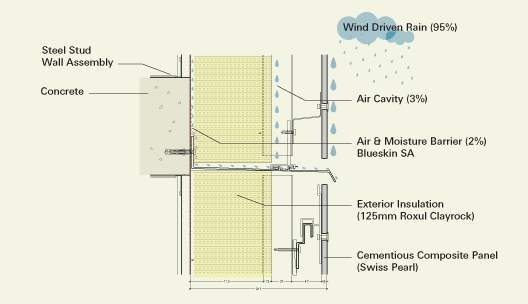 Wind Driven Rain (95%)
Steel Stud
Wall Assembly
Concrete
Air Cavity (3%)
Air & Moisture Barrier (2%)
Blueskin SA
Exterior Insulation
(125mm Roxul Clayrock)
Cementious Composite Panel
(Swiss Pearl)